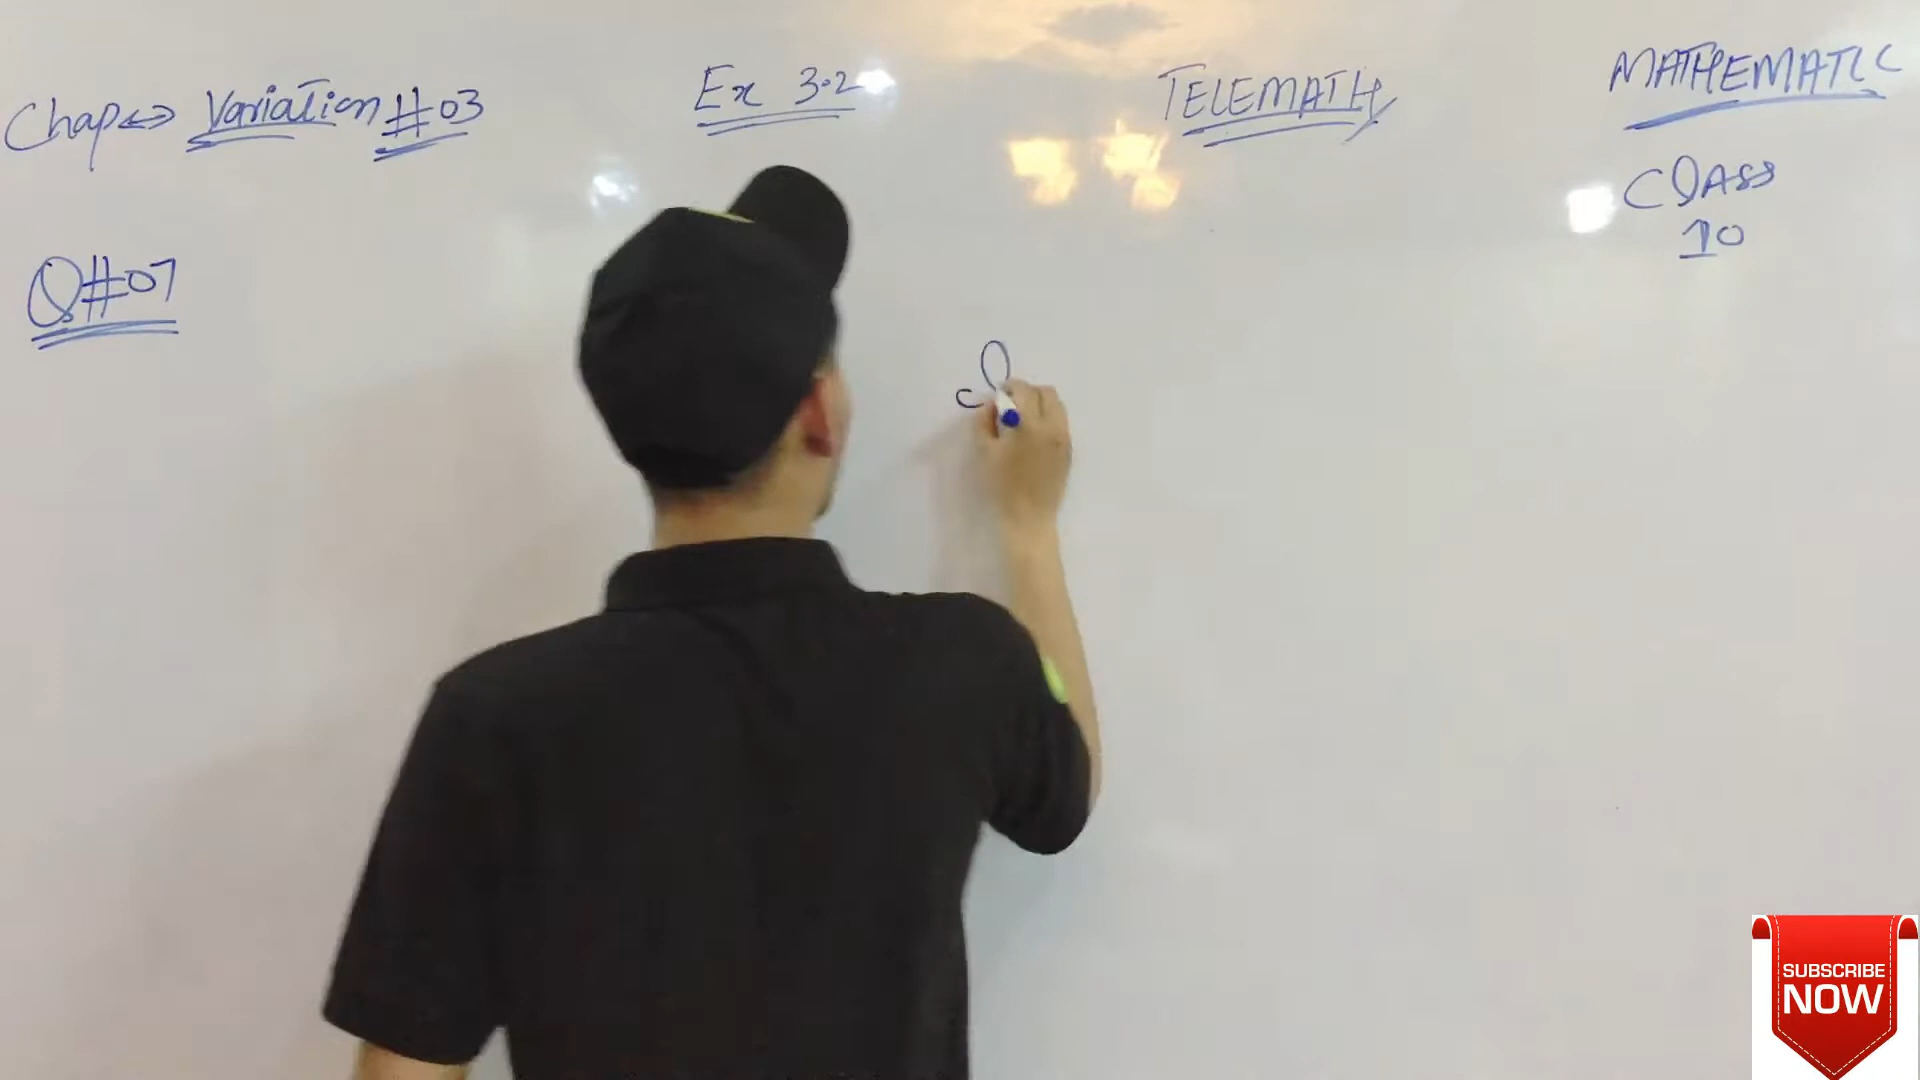 Chap <-> Variation #03
Ex 3.2
TELEMATH
MATHEMATIC
Class
10
Q#07
SUBSCRIBE
NOW